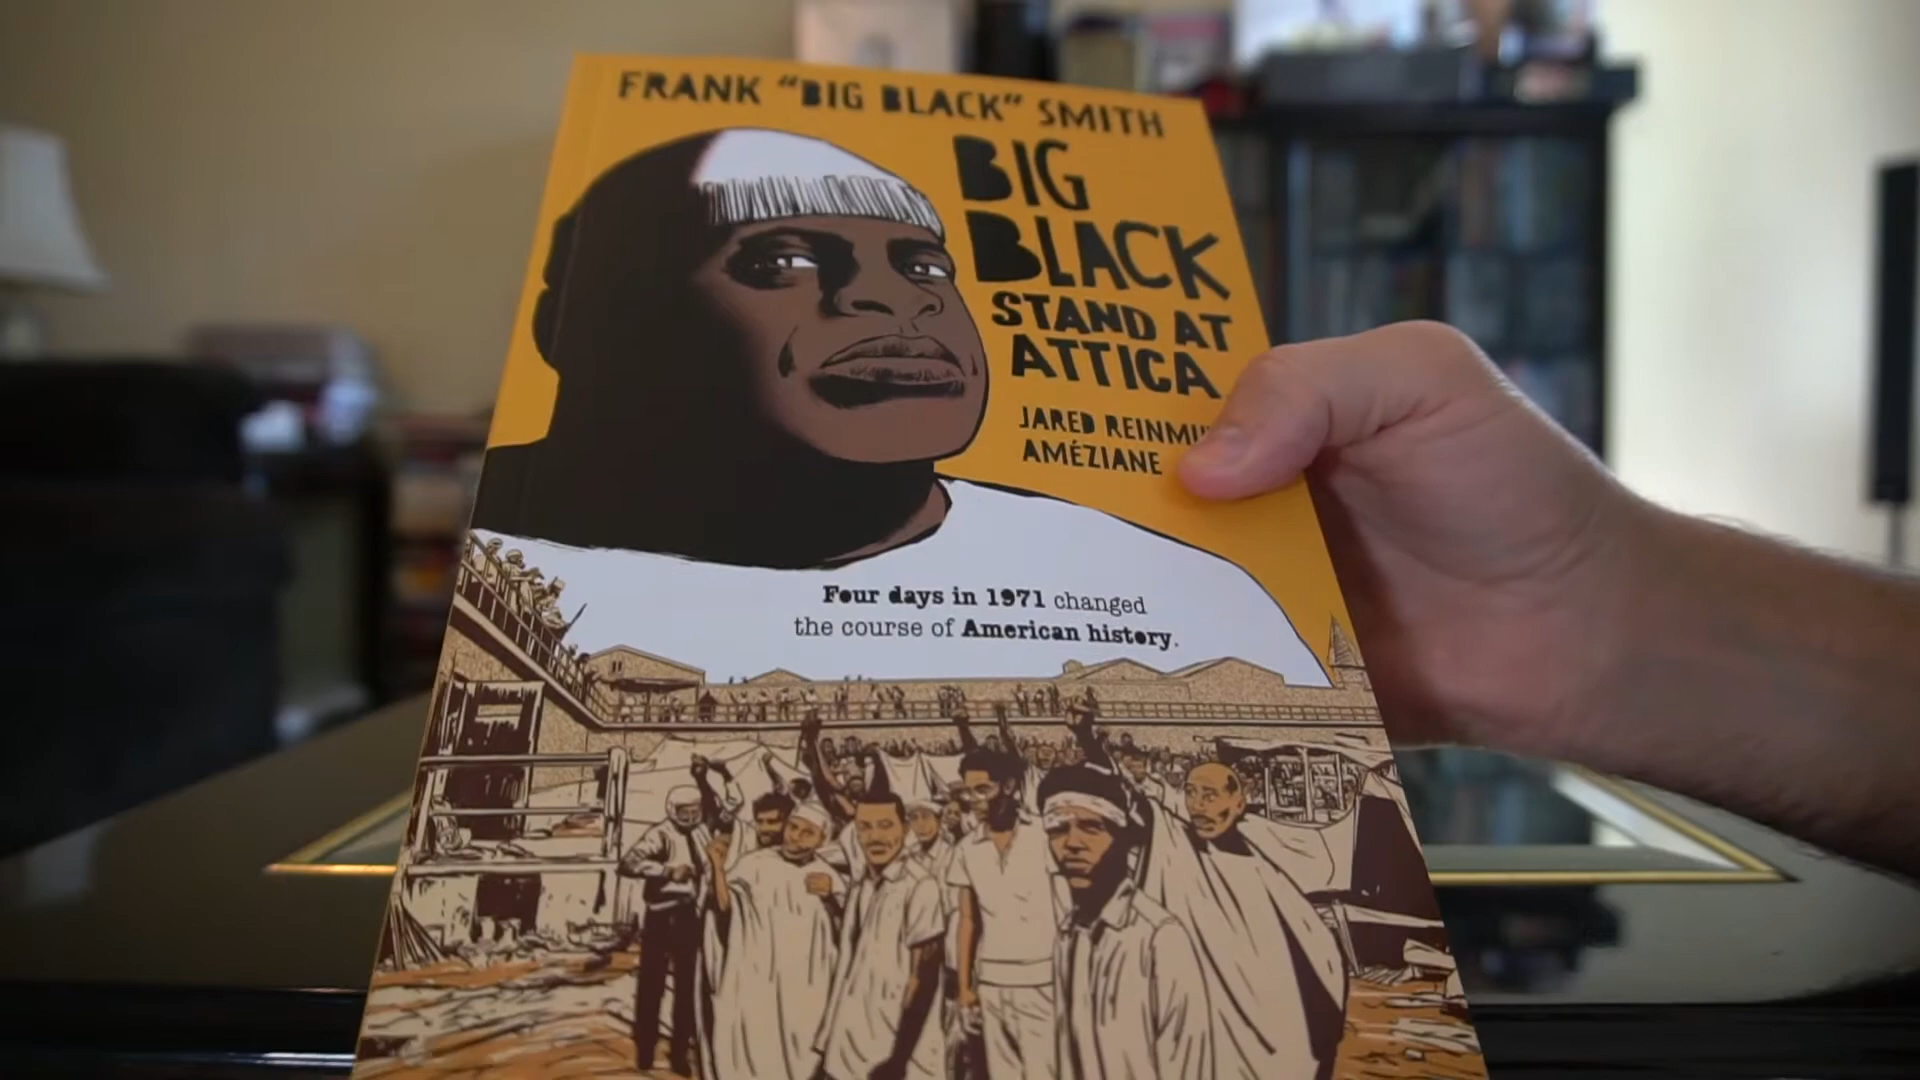 FRANK "BIG BLACK" SMITH
BIG
BLACK
STAND AT
ATTICA
JARED
AMÉZIANE
Four days in 1971 changed
the course of American history.